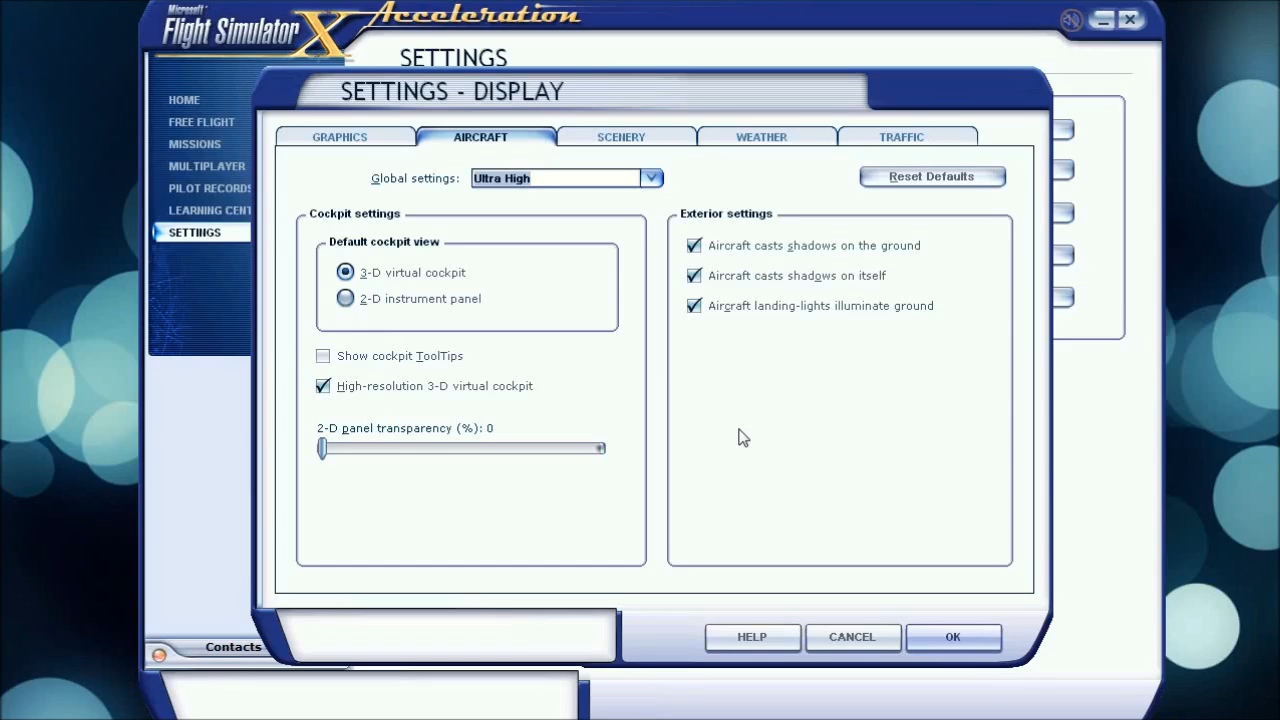 Microsoft
Flight Simulator X
Acceleration
SETTINGS
HOME
FREE FLIGHT
MISSIONS
MULTIPLAYER
PILOT RECORDS
LEARNING CENT
SETTINGS
SETTINGS - DISPLAY
GRAPHICS
AIRCRAFT
SCENERY
WEATHER
TRAFFIC
Global settings: Ultra High
Reset Defaults
Cockpit settings
Default cockpit view
3-D virtual cockpit
2-D instrument panel
Show cockpit ToolTips
High-resolution 3-D virtual cockpit
2-D panel transparency (%): 0
Exterior settings
Aircraft casts shadows on the ground
Aircraft casts shadows on itself
Aircraft landing-lights illuminate ground
HELP
CANCEL
OK
Contacts